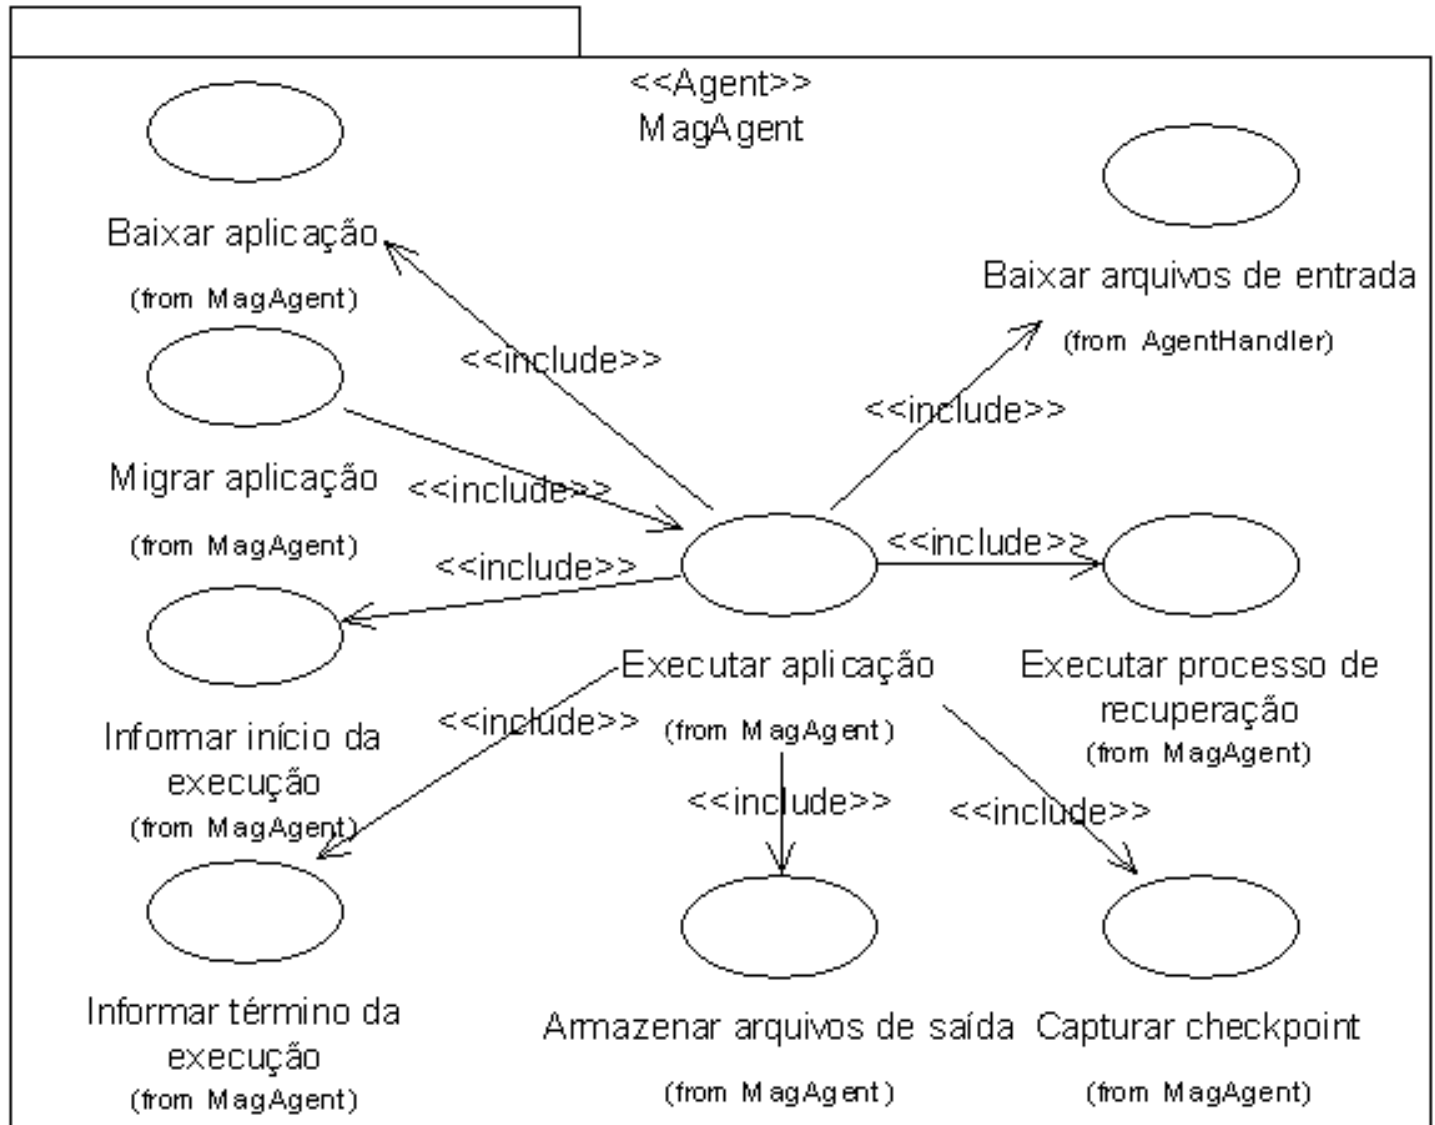 <<Agent>>
MagAgent
Baixar aplicação
(from MagAgent)
Baixar arquivos de entrada
(from AgentHandler)
<<include>>
<<include>>
Migrar aplicação
(from MagAgent)
<<include>>
<<include>>
<<include>>
Executar aplicação
(from MagAgent)
Executar processo de
recuperação
(from MagAgent)
Informar início da
execução
(from MagAgent)
<<include>>
<<include>>
<<include>>
Informar término da
execução
(from MagAgent)
Armazenar arquivos de saída
(from MagAgent)
Capturar checkpoint
(from MagAgent)